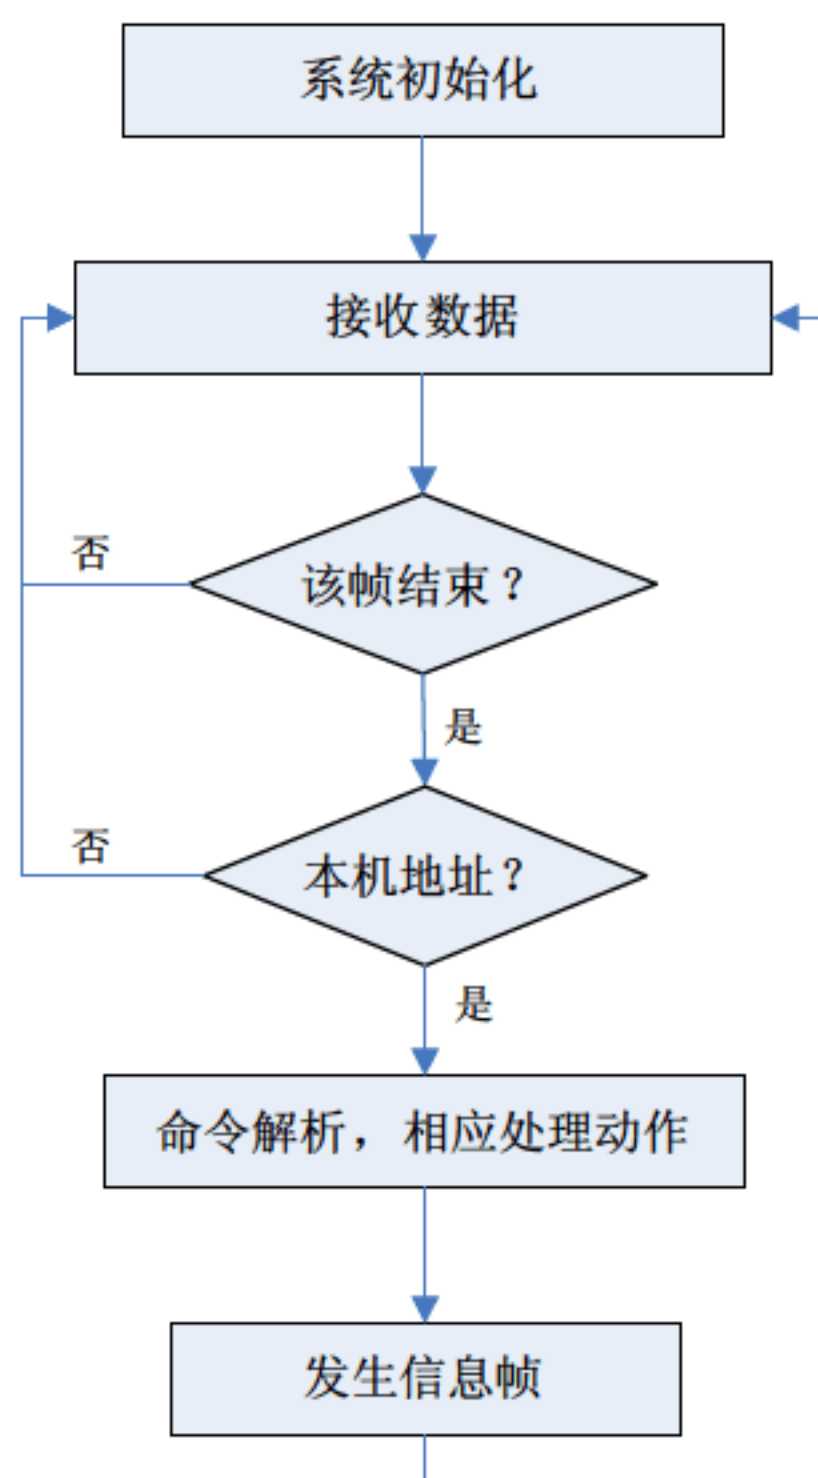 系统初始化
接收数据
否
该帧结束？
是
否
本机地址？
是
命令解析，相应处理动作
发生信息帧